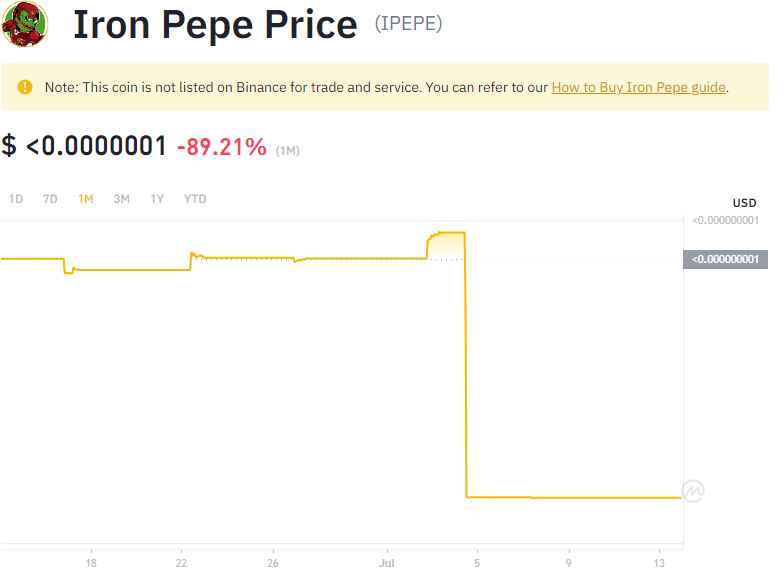 Iron Pepe Price (IPEPE)
Note: This coin is not listed on Binance for trade and service. You can refer to our How to Buy Iron Pepe guide.
$ <0.0000001 -89.21% (1M)
1D 7D 1M 3M 1Y YTD
USD
<0.000000001
<0.000000001
18 22 26 Jul 5 9 13